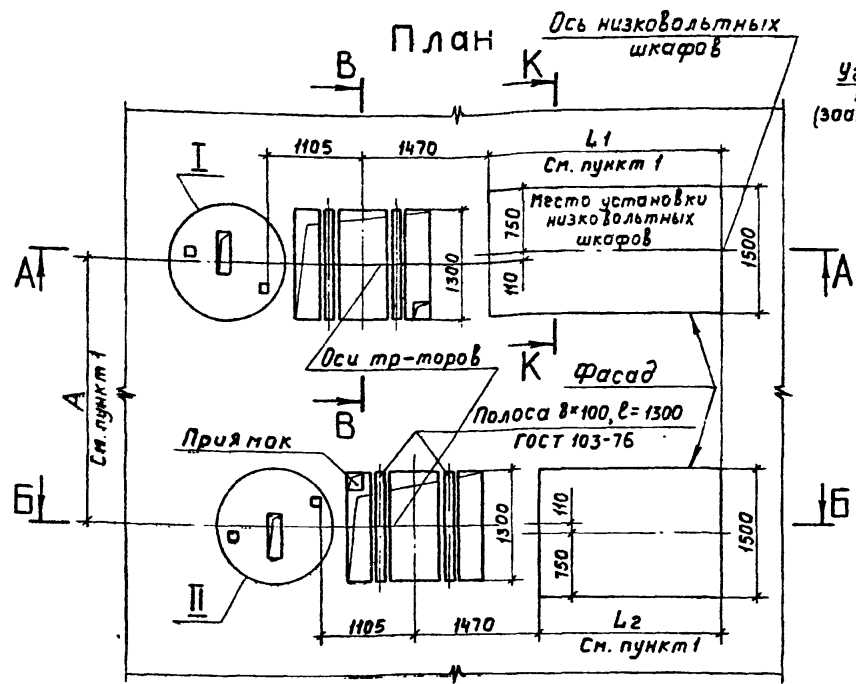 План
Ось низковольтных
шкафов
В
К
I
1105
1470
L1
См. пункт 1
Место установки
низковольтных
шкафов
750
110
1300
1500
А
А
А
См. пункт 1
Оси тр-торов
К
Фасад
В
Полоса 8×100, ℓ=1300
ГОСТ 103-76
Приямок
Б
Б
110
750
1300
1500
II
1105
1470
L2
См. пункт 1